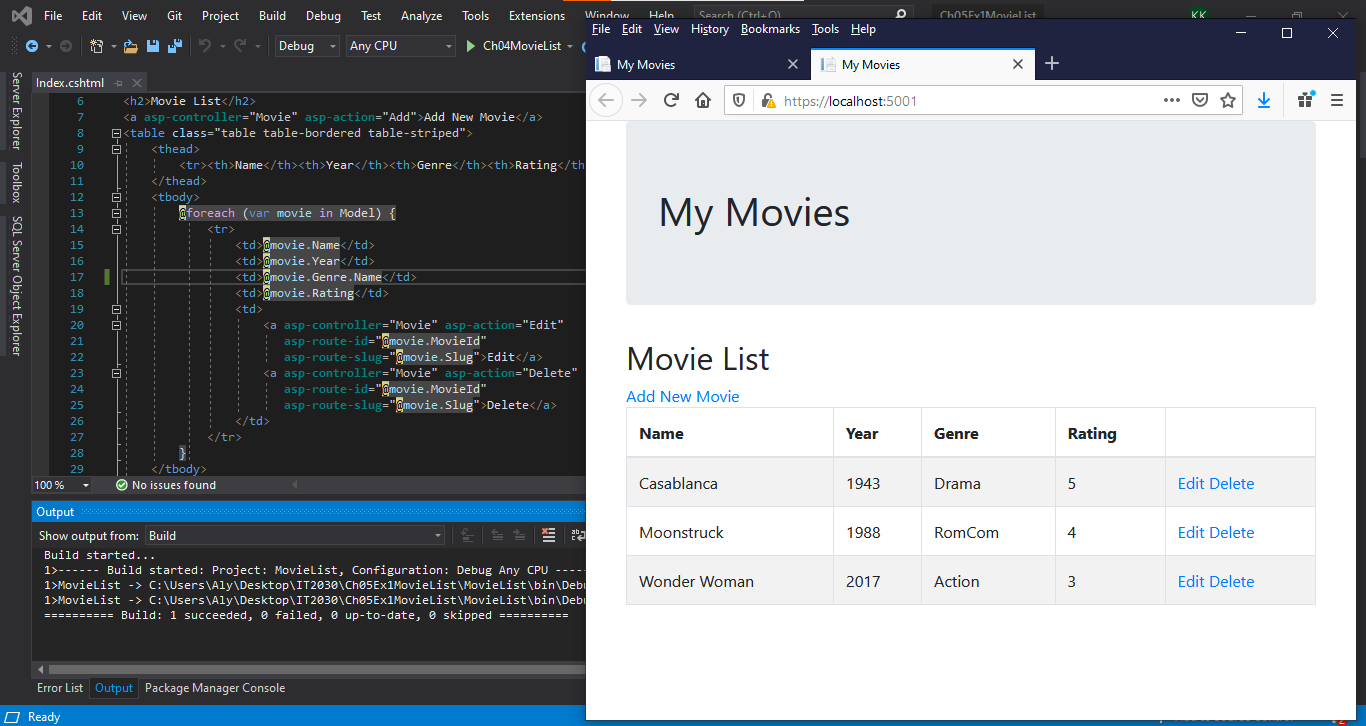 File Edit View Git Project Build Debug Test Analyze Tools Extensions Window Help Search (Ctrl+Q) Ch05Ex1MovieList KK
Debug Any CPU Ch04MovieList
Server Explorer
Toolbox
SQL Server Object Explorer
Index.cshtml
6 <h2>Movie List</h2>
7 <a asp-controller="Movie" asp-action="Add">Add New Movie</a>
8 <table class="table table-bordered table-striped">
9 <thead>
10 <tr><th>Name</th><th>Year</th><th>Genre</th><th>Rating</th
11 </thead>
12 <tbody>
13 @foreach (var movie in Model) {
14 <tr>
15 <td>@movie.Name</td>
16 <td>@movie.Year</td>
17 <td>@movie.Genre.Name</td>
18 <td>@movie.Rating</td>
19 <td>
20 <a asp-controller="Movie" asp-action="Edit"
21 asp-route-id="@movie.MovieId"
22 asp-route-slug="@movie.Slug">Edit</a>
23 <a asp-controller="Movie" asp-action="Delete"
24 asp-route-id="@movie.MovieId"
25 asp-route-slug="@movie.Slug">Delete</a>
26 </td>
27 </tr>
28 }
29 </tbody>
100 % No issues found
Output
Show output from: Build
Build started...
1>------ Build started: Project: MovieList, Configuration: Debug Any CPU -----
1>MovieList -> C:\Users\Aly\Desktop\IT2030\Ch05Ex1MovieList\MovieList\bin\Debu
1>MovieList -> C:\Users\Aly\Desktop\IT2030\Ch05Ex1MovieList\MovieList\bin\Debu
========== Build: 1 succeeded, 0 failed, 0 up-to-date, 0 skipped ==========
Error List Output Package Manager Console
Ready
File Edit View History Bookmarks Tools Help
My Movies My Movies
https://localhost:5001
My Movies
Movie List
Add New Movie
Name Year Genre Rating
Casablanca 1943 Drama 5 Edit Delete
Moonstruck 1988 RomCom 4 Edit Delete
Wonder Woman 2017 Action 3 Edit Delete